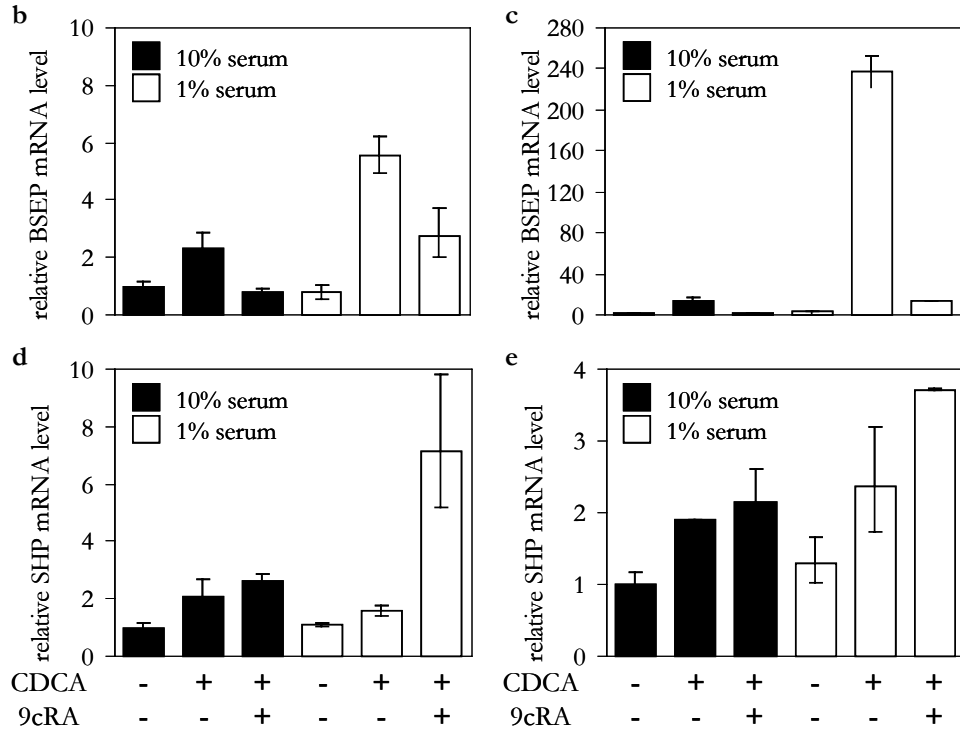 b
relative BSEP mRNA level
10
8
6
4
2
0
10% serum
1% serum
c
relative BSEP mRNA level
280
240
200
160
120
80
40
0
10% serum
1% serum
d
relative SHP mRNA level
10
8
6
4
2
0
10% serum
1% serum
CDCA - + + - + +
9cRA - - + - - +
e
relative SHP mRNA level
4
3
2
1
0
10% serum
1% serum
CDCA - + + - + +
9cRA - - + - - +